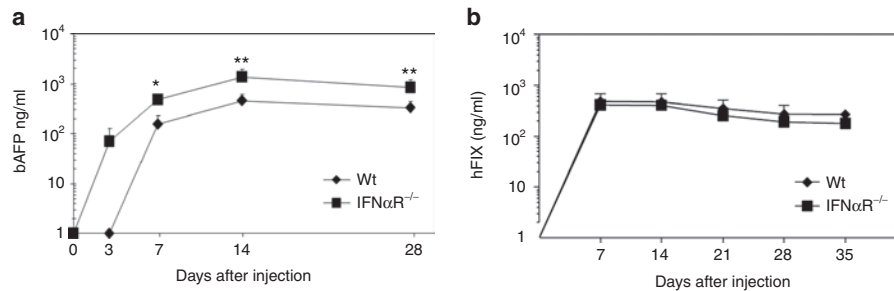 a
bAFP ng/ml
10⁴
10³
10²
10
1
0 3 7 14 28
Days after injection
*
**
**
Wt
IFNαR⁻/⁻
b
hFIX (ng/ml)
10⁴
10³
10²
10
1
7 14 21 28 35
Days after injection
Wt
IFNαR⁻/⁻